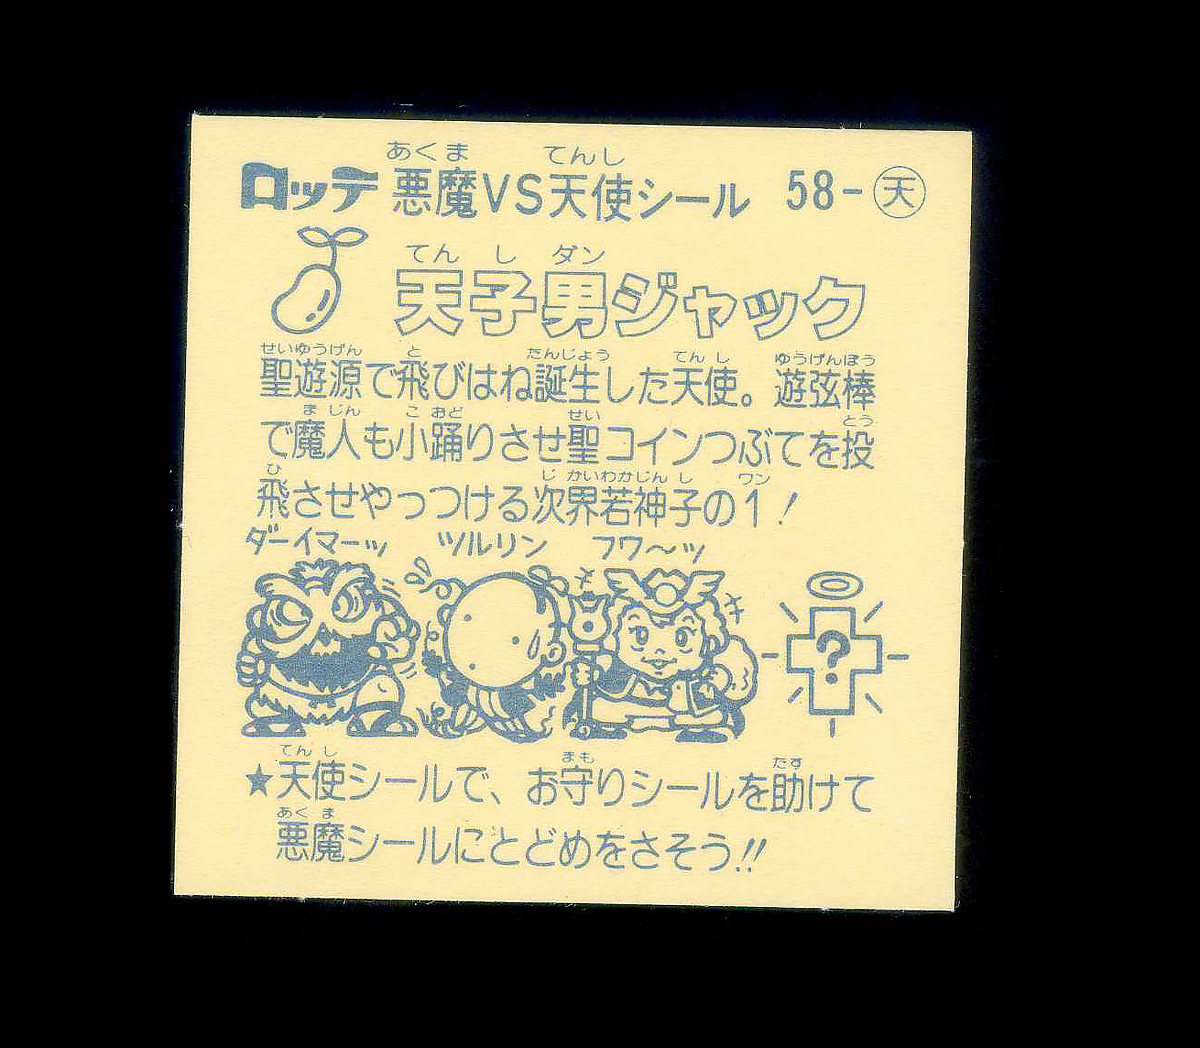 あくま てんし
ロッテ 悪魔VS天使シール 58-天
てんしダン
天子男ジャック
せいゆうげん と たんじょう てんし ゆうげんぼう
聖遊源で飛びはね誕生した天使。遊弦棒
まじん こおど せい とう
で魔人も小踊りさせ聖コインつぶてを投
ひ じかいわかじんし ワン
飛させやっつける次界若神子の1!
ダーイマーッ ツルリン フワ〜ッ
?
てんし まも たす
★天使シールで、お守りシールを助けて
あくま
悪魔シールにとどめをさそう!!